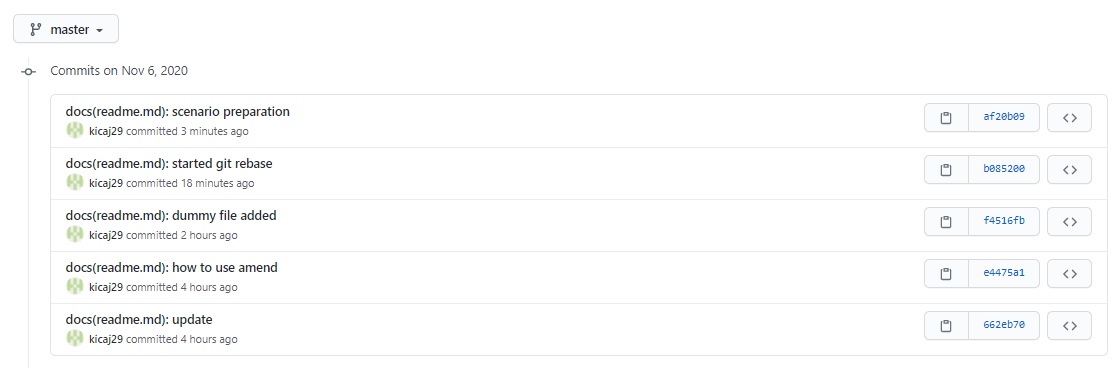 master
Commits on Nov 6, 2020
docs(readme.md): scenario preparation
kicaj29 committed 3 minutes ago
af20b09
docs(readme.md): started git rebase
kicaj29 committed 18 minutes ago
b085200
docs(readme.md): dummy file added
kicaj29 committed 2 hours ago
f4516fb
docs(readme.md): how to use amend
kicaj29 committed 4 hours ago
e4475a1
docs(readme.md): update
kicaj29 committed 4 hours ago
662eb70